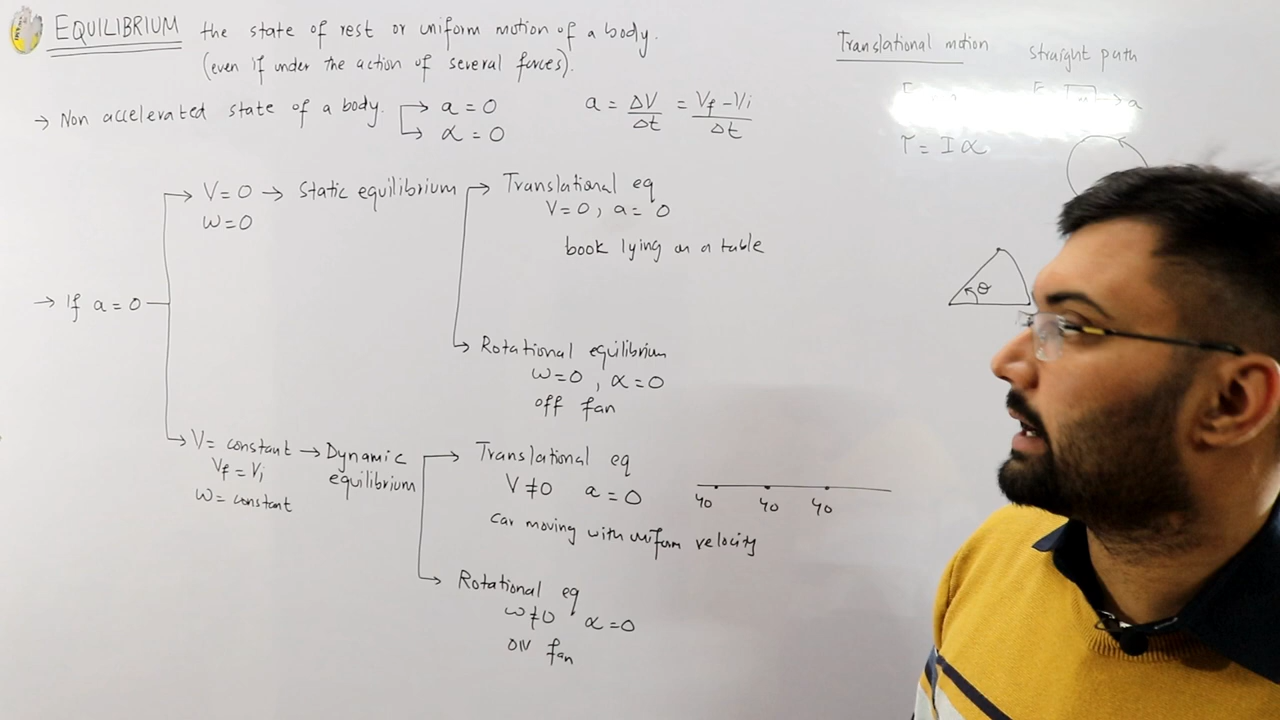 EQUILIBRIUM the state of rest or uniform motion of a body.
(even if under the action of several forces).
→ Non accelerated state of a body. → a = 0
→ α = 0
a = ΔV/Δt = Vf - Vi/Δt
→ If a = 0
→ V = 0 → Static equilibrium
ω = 0
→ Translational eq
V = 0, a = 0
book lying on a table
→ Rotational equilibrium
ω = 0, α = 0
off fan
→ V = constant → Dynamic equilibrium
Vf = Vi
ω = constant
→ Translational eq
V ≠ 0 a = 0
car moving with uniform velocity
40 40 40
→ Rotational eq
ω ≠ 0 α = 0
ON fan
Translational motion straight path
→ a
τ = I α
θ